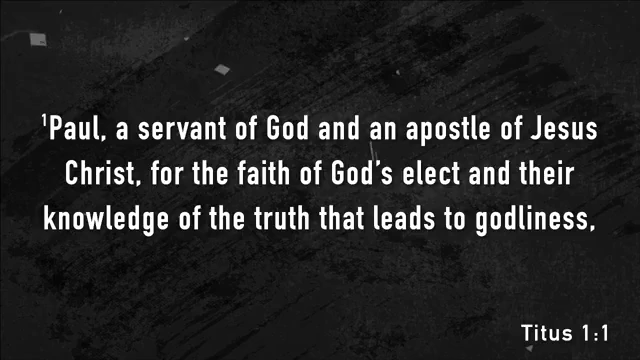 ¹Paul, a servant of God and an apostle of Jesus
Christ, for the faith of God’s elect and their
knowledge of the truth that leads to godliness,
Titus 1:1